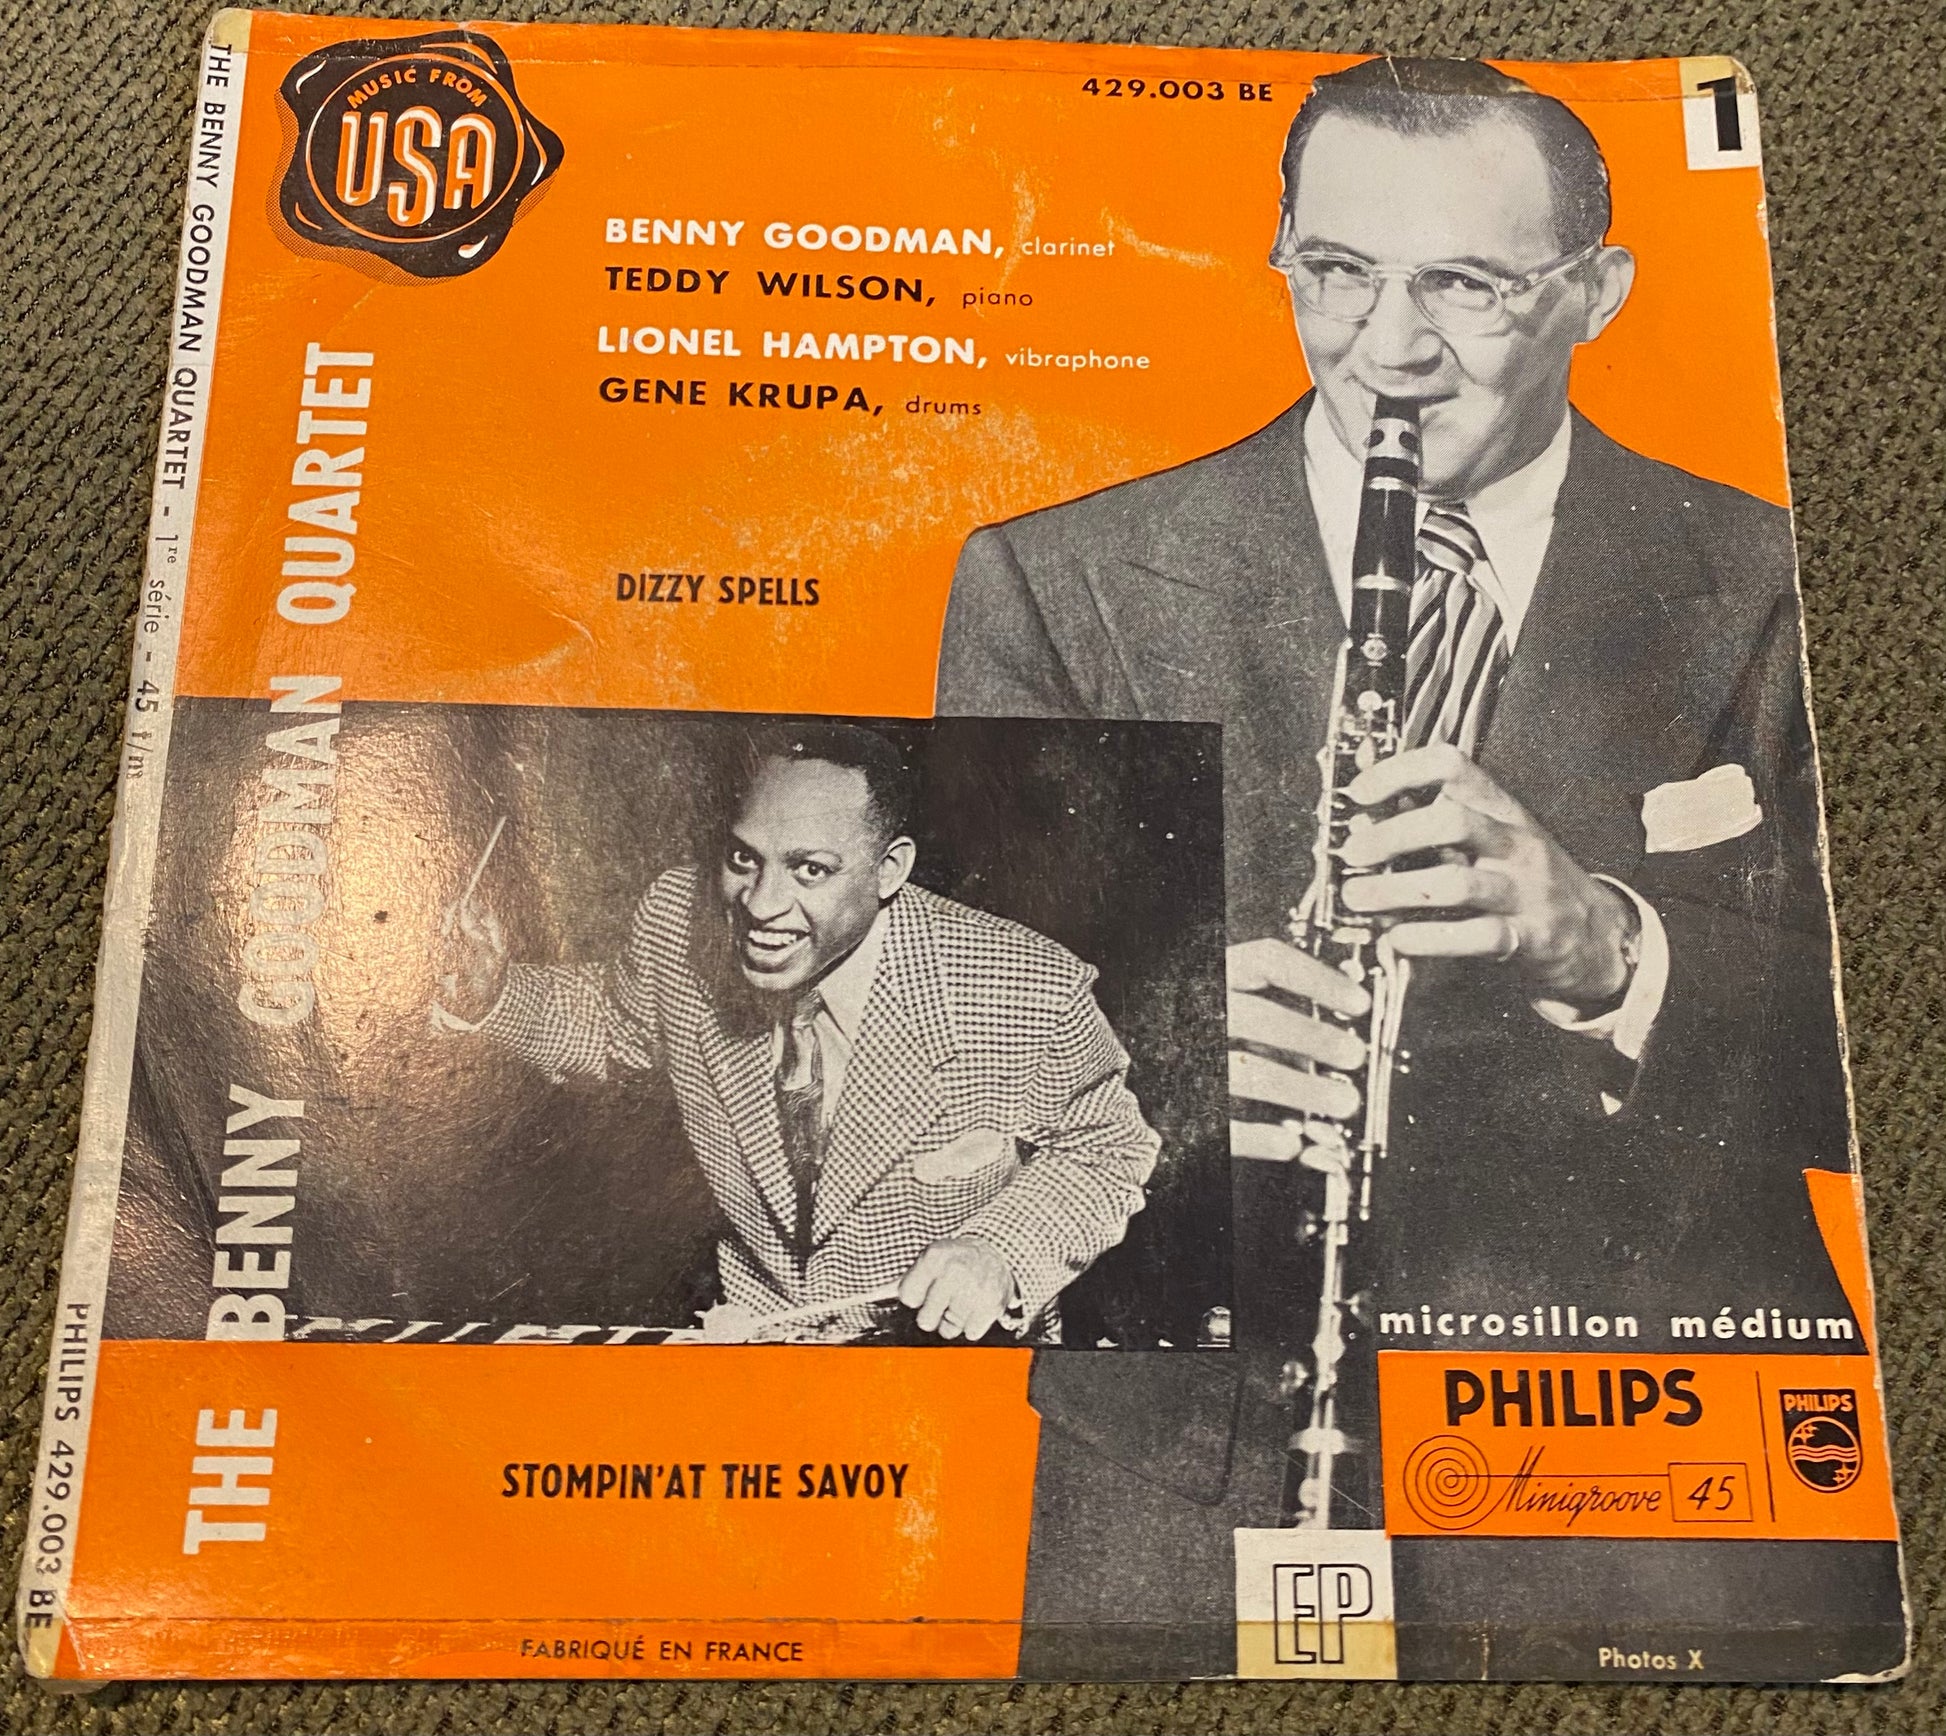 THE BENNY GOODMAN QUARTET - 1re série - 45 t/m
PHILIPS 429.003 BE
MUSIC FROM
USA
429.003 BE
1
BENNY GOODMAN, clarinet
TEDDY WILSON, piano
LIONEL HAMPTON, vibraphone
GENE KRUPA, drums
THE BENNY GOODMAN QUARTET
DIZZY SPELLS
STOMPIN'AT THE SAVOY
microsillon médium
PHILIPS
Minigroove 45
PHILIPS
EP
FABRIQUÉ EN FRANCE
Photos X